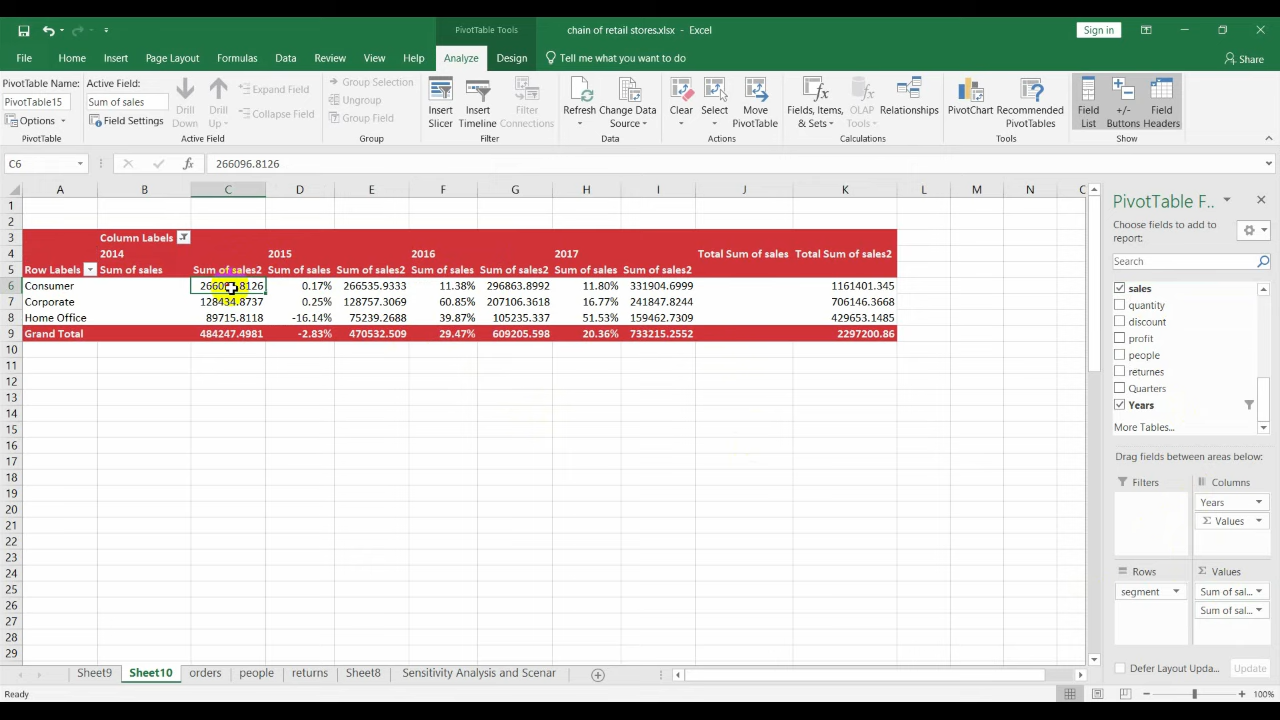 PivotTable Tools
chain of retail stores.xlsx - Excel
Sign in
File Home Insert Page Layout Formulas Data Review View Help Analyze Design Tell me what you want to do Share
PivotTable Name:
PivotTable15
Options
PivotTable
Active Field:
Sum of sales
Field Settings
Drill Down
Drill Up
Expand Field
Collapse Field
Active Field
Group Selection
Ungroup
Group Field
Group
Insert Slicer
Insert Timeline
Filter Connections
Filter
Refresh
Change Data Source
Data
Clear
Select
Move PivotTable
Actions
Fields, Items, & Sets
OLAP Tools
Relationships
Calculations
PivotChart
Recommended PivotTables
Tools
Field List
+/- Buttons
Field Headers
Show
C6 fx 266096.8126
A B C D E F G H I J K L M N C
1
2
3 Column Labels
4 2014 2015 2016 2017 Total Sum of sales Total Sum of sales2
5 Row Labels Sum of sales Sum of sales2 Sum of sales Sum of sales2 Sum of sales Sum of sales2 Sum of sales Sum of sales2
6 Consumer 266096.8126 0.17% 266535.9333 11.38% 296863.8992 11.80% 331904.6999 1161401.345
7 Corporate 128434.8737 0.25% 128757.3069 60.85% 207106.3618 16.77% 241847.8244 706146.3668
8 Home Office 89715.8118 -16.14% 75239.2688 39.87% 105235.337 51.53% 159462.7309 429653.1485
9 Grand Total 484247.4981 -2.83% 470532.509 29.47% 609205.598 20.36% 733215.2552 2297200.86
10
11
12
13
14
15
16
17
18
19
20
21
22
23
24
25
26
27
28
29
PivotTable F..
Choose fields to add to report:
Search
sales
quantity
discount
profit
people
returnes
Quarters
Years
More Tables...
Drag fields between areas below:
Filters
Columns
Years
Σ Values
Rows
segment
Σ Values
Sum of sal...
Sum of sal...
Defer Layout Upda... Update
Sheet9 Sheet10 orders people returns Sheet8 Sensitivity Analysis and Scenar
Ready
100%